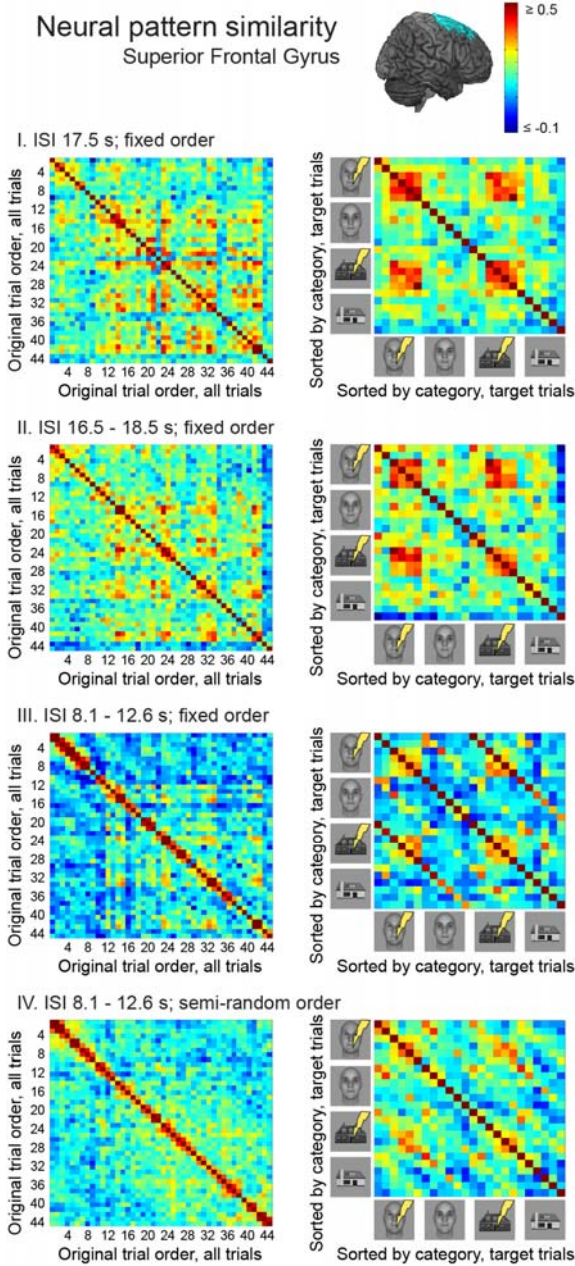 Neural pattern similarity
Superior Frontal Gyrus
≥ 0.5
≤ -0.1
I. ISI 17.5 s; fixed order
Original trial order, all trials
4
8
12
16
20
24
28
32
36
40
44
4 8 12 16 20 24 28 32 36 40 44
Original trial order, all trials
Sorted by category, target trials
Sorted by category, target trials
II. ISI 16.5 - 18.5 s; fixed order
Original trial order, all trials
4
8
12
16
20
24
28
32
36
40
44
4 8 12 16 20 24 28 32 36 40 44
Original trial order, all trials
Sorted by category, target trials
Sorted by category, target trials
III. ISI 8.1 - 12.6 s; fixed order
Original trial order, all trials
4
8
12
16
20
24
28
32
36
40
44
4 8 12 16 20 24 28 32 36 40 44
Original trial order, all trials
Sorted by category, target trials
Sorted by category, target trials
IV. ISI 8.1 - 12.6 s; semi-random order
Original trial order, all trials
4
8
12
16
20
24
28
32
36
40
44
4 8 12 16 20 24 28 32 36 40 44
Original trial order, all trials
Sorted by category, target trials
Sorted by category, target trials